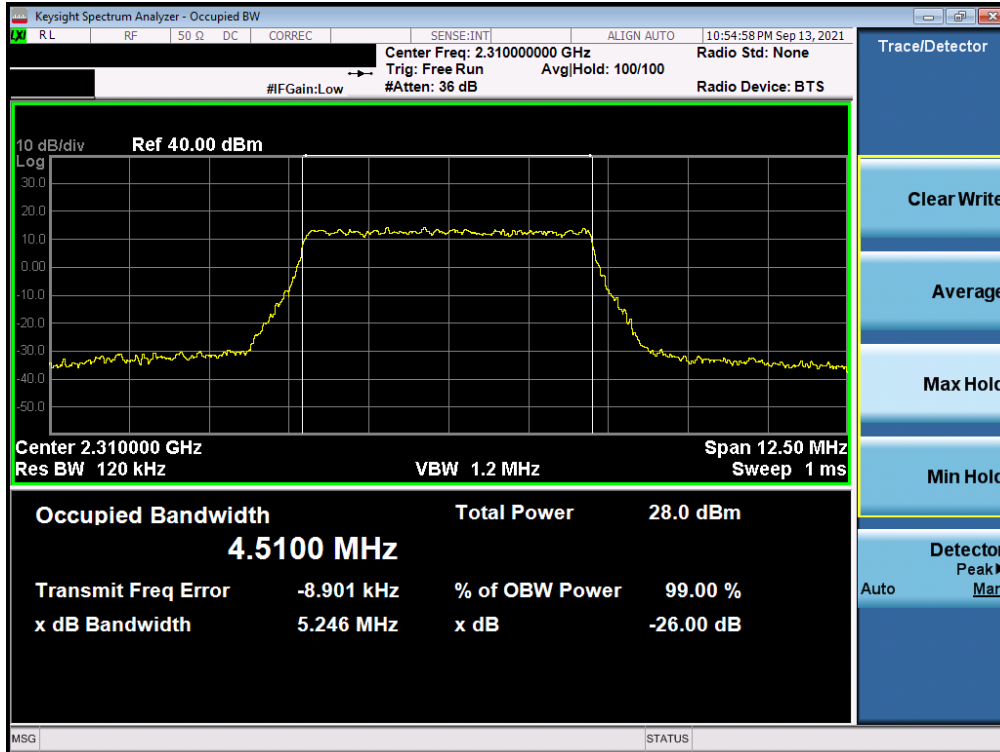 Keysight Spectrum Analyzer - Occupied BW
LXI RL RF 50 Ω DC CORREC SENSE:INT ALIGN AUTO 10:54:58 PM Sep 13, 2021
Center Freq: 2.310000000 GHz Radio Std: None
Trig: Free Run Avg|Hold: 100/100
#IFGain:Low #Atten: 36 dB Radio Device: BTS
Trace/Detector
10 dB/div Ref 40.00 dBm
Log
30.0
20.0
10.0
0.00
-10.0
-20.0
-30.0
-40.0
-50.0
Center 2.310000 GHz Span 12.50 MHz
Res BW 120 kHz VBW 1.2 MHz Sweep 1 ms
Occupied Bandwidth Total Power 28.0 dBm
4.5100 MHz
Transmit Freq Error -8.901 kHz % of OBW Power 99.00 %
x dB Bandwidth 5.246 MHz x dB -26.00 dB
Clear Write
Average
Max Hold
Min Hold
Detector
Peak
Auto Man
MSG STATUS